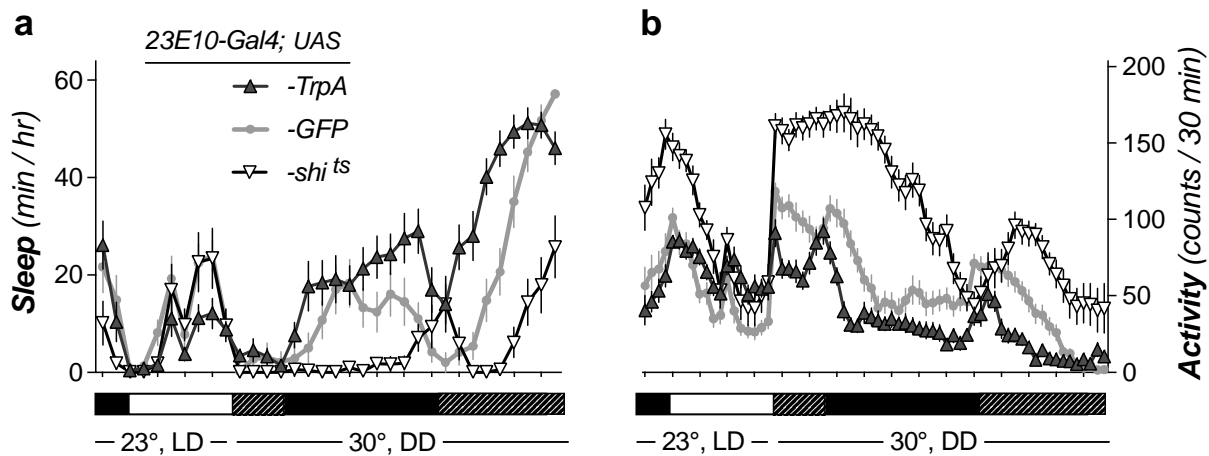 a
23E10-Gal4; UAS
-TrpA
-GFP
-shi ts
60
40
20
0
Sleep (min / hr)
23°, LD
30°, DD
b
200
150
100
50
0
Activity (counts / 30 min)
23°, LD
30°, DD